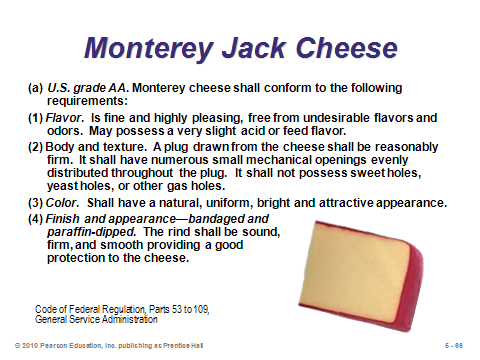 Monterey Jack Cheese
(a) U.S. grade AA. Monterey cheese shall conform to the following
requirements:
(1) Flavor. Is fine and highly pleasing, free from undesirable flavors and
odors. May possess a very slight acid or feed flavor.
(2) Body and texture. A plug drawn from the cheese shall be reasonably
firm. It shall have numerous small mechanical openings evenly
distributed throughout the plug. It shall not possess sweet holes,
yeast holes, or other gas holes.
(3) Color. Shall have a natural, uniform, bright and attractive appearance.
(4) Finish and appearance—bandaged and
paraffin-dipped. The rind shall be sound,
firm, and smooth providing a good
protection to the cheese.
Code of Federal Regulation, Parts 53 to 109,
General Service Administration
© 2010 Pearson Education, Inc. publishing as Prentice Hall
5 - 66